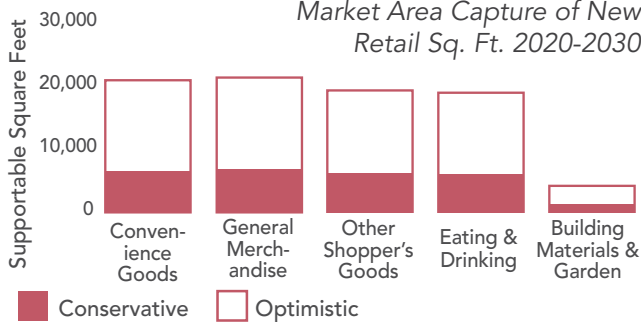 Market Area Capture of New
Retail Sq. Ft. 2020-2030
Supportable Square Feet
30,000
20,000
10,000
0
Conven-
ience
Goods
General
Merch-
andise
Other
Shopper's
Goods
Eating &
Drinking
Building
Materials &
Garden
Conservative
Optimistic